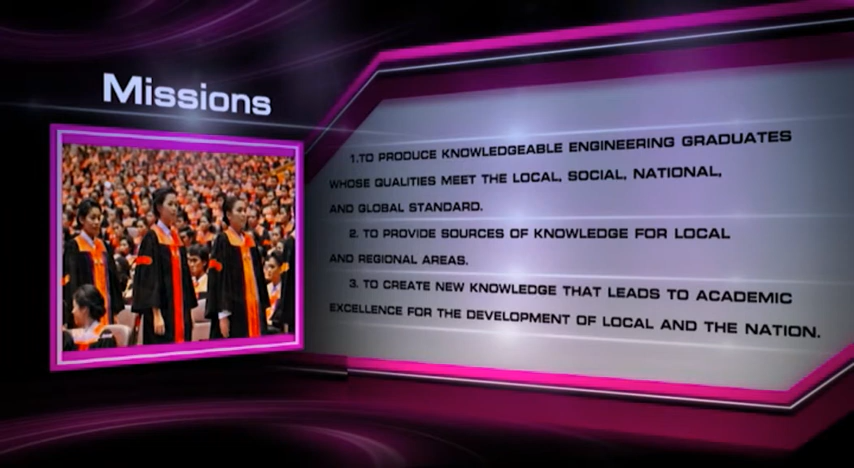 Missions
1.TO PRODUCE KNOWLEDGEABLE ENGINEERING GRADUATES
WHOSE QUALITIES MEET THE LOCAL, SOCIAL, NATIONAL,
AND GLOBAL STANDARD.
2. TO PROVIDE SOURCES OF KNOWLEDGE FOR LOCAL
AND REGIONAL AREAS.
3. TO CREATE NEW KNOWLEDGE THAT LEADS TO ACADEMIC
EXCELLENCE FOR THE DEVELOPMENT OF LOCAL AND THE NATION.